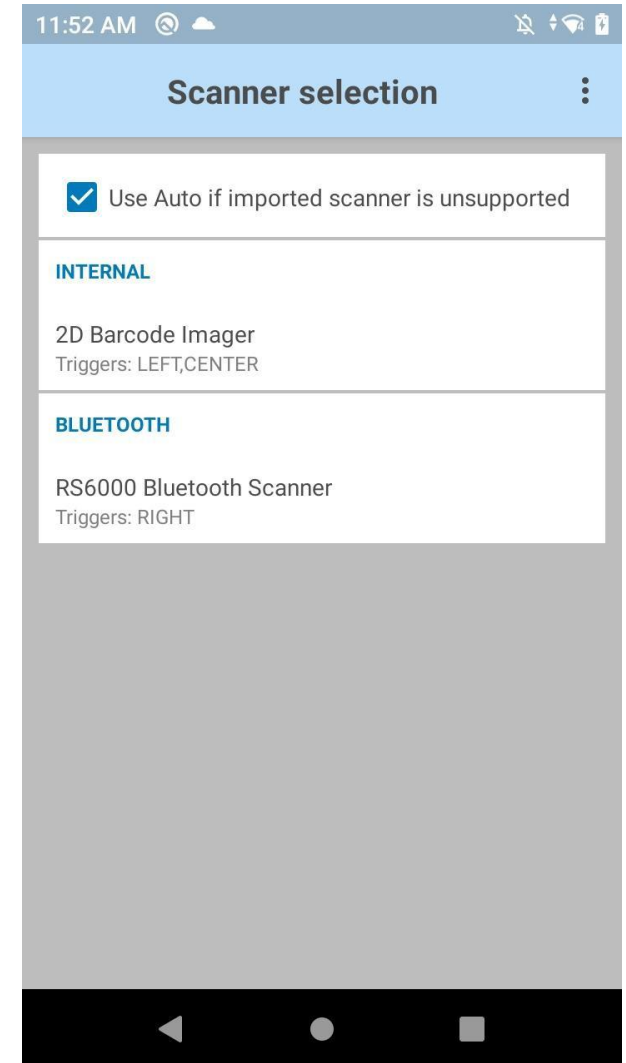 11:52 AM
Scanner selection
Use Auto if imported scanner is unsupported
INTERNAL
2D Barcode Imager
Triggers: LEFT,CENTER
BLUETOOTH
RS6000 Bluetooth Scanner
Triggers: RIGHT